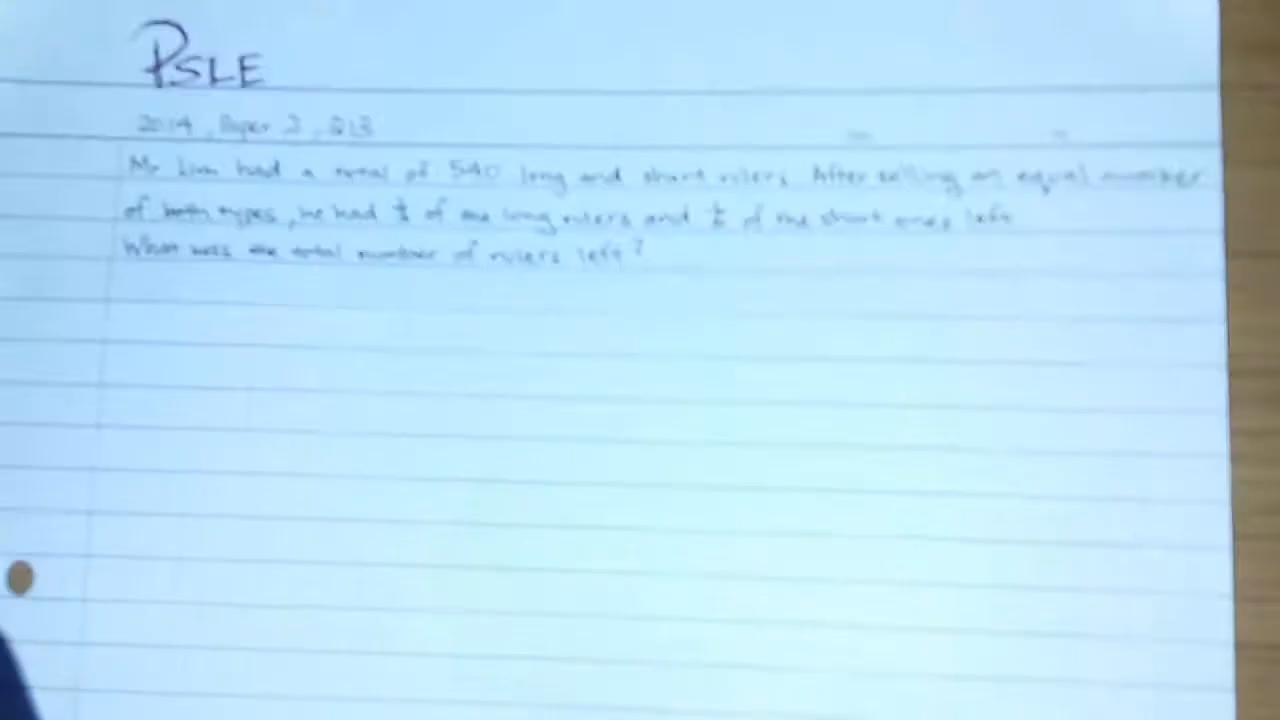 PSLE
2014, Paper 2, Q13
Mr Lim had a total of 540 long and short rulers. After selling an equal number
of both types, he had of the long rulers and of the short ones left
What was the total number of rulers left?